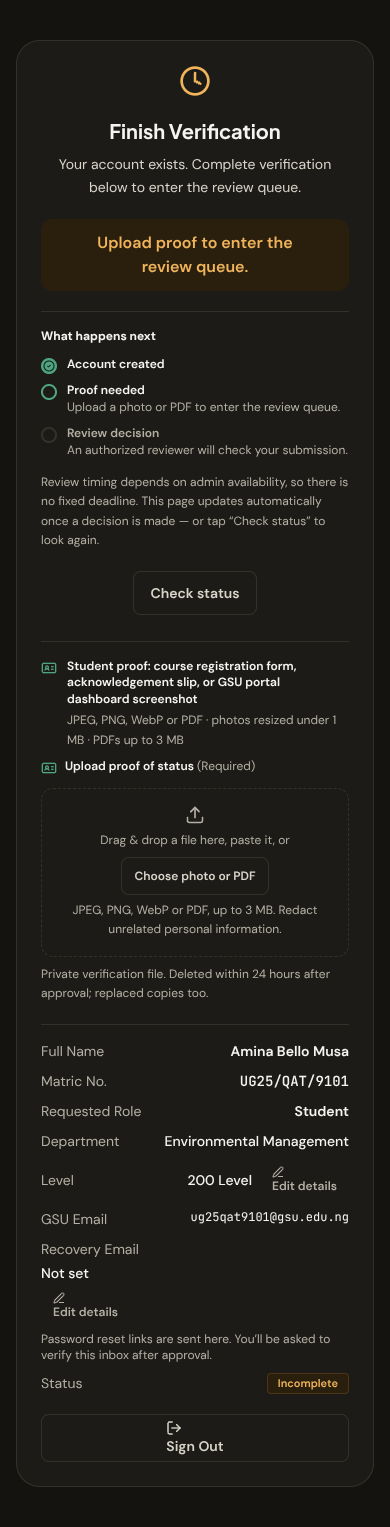 Finish Verification
Your account exists. Complete verification
below to enter the review queue.
Upload proof to enter the
review queue.
What happens next
Account created
Proof needed
Upload a photo or PDF to enter the review queue.
Review decision
An authorized reviewer will check your submission.
Review timing depends on admin availability, so there is
no fixed deadline. This page updates automatically
once a decision is made — or tap “Check status” to
look again.
Check status
Student proof: course registration form,
acknowledgement slip, or GSU portal
dashboard screenshot
JPEG, PNG, WebP or PDF · photos resized under 1
MB · PDFs up to 3 MB
Upload proof of status (Required)
Drag & drop a file here, paste it, or
Choose photo or PDF
JPEG, PNG, WebP or PDF, up to 3 MB. Redact
unrelated personal information.
Private verification file. Deleted within 24 hours after
approval; replaced copies too.
Full Name Amina Bello Musa
Matric No. UG25/QAT/9101
Requested Role Student
Department Environmental Management
Level 200 Level Edit details
GSU Email ug25qat9101@gsu.edu.ng
Recovery Email
Not set
Edit details
Password reset links are sent here. You’ll be asked to
verify this inbox after approval.
Status Incomplete
Sign Out